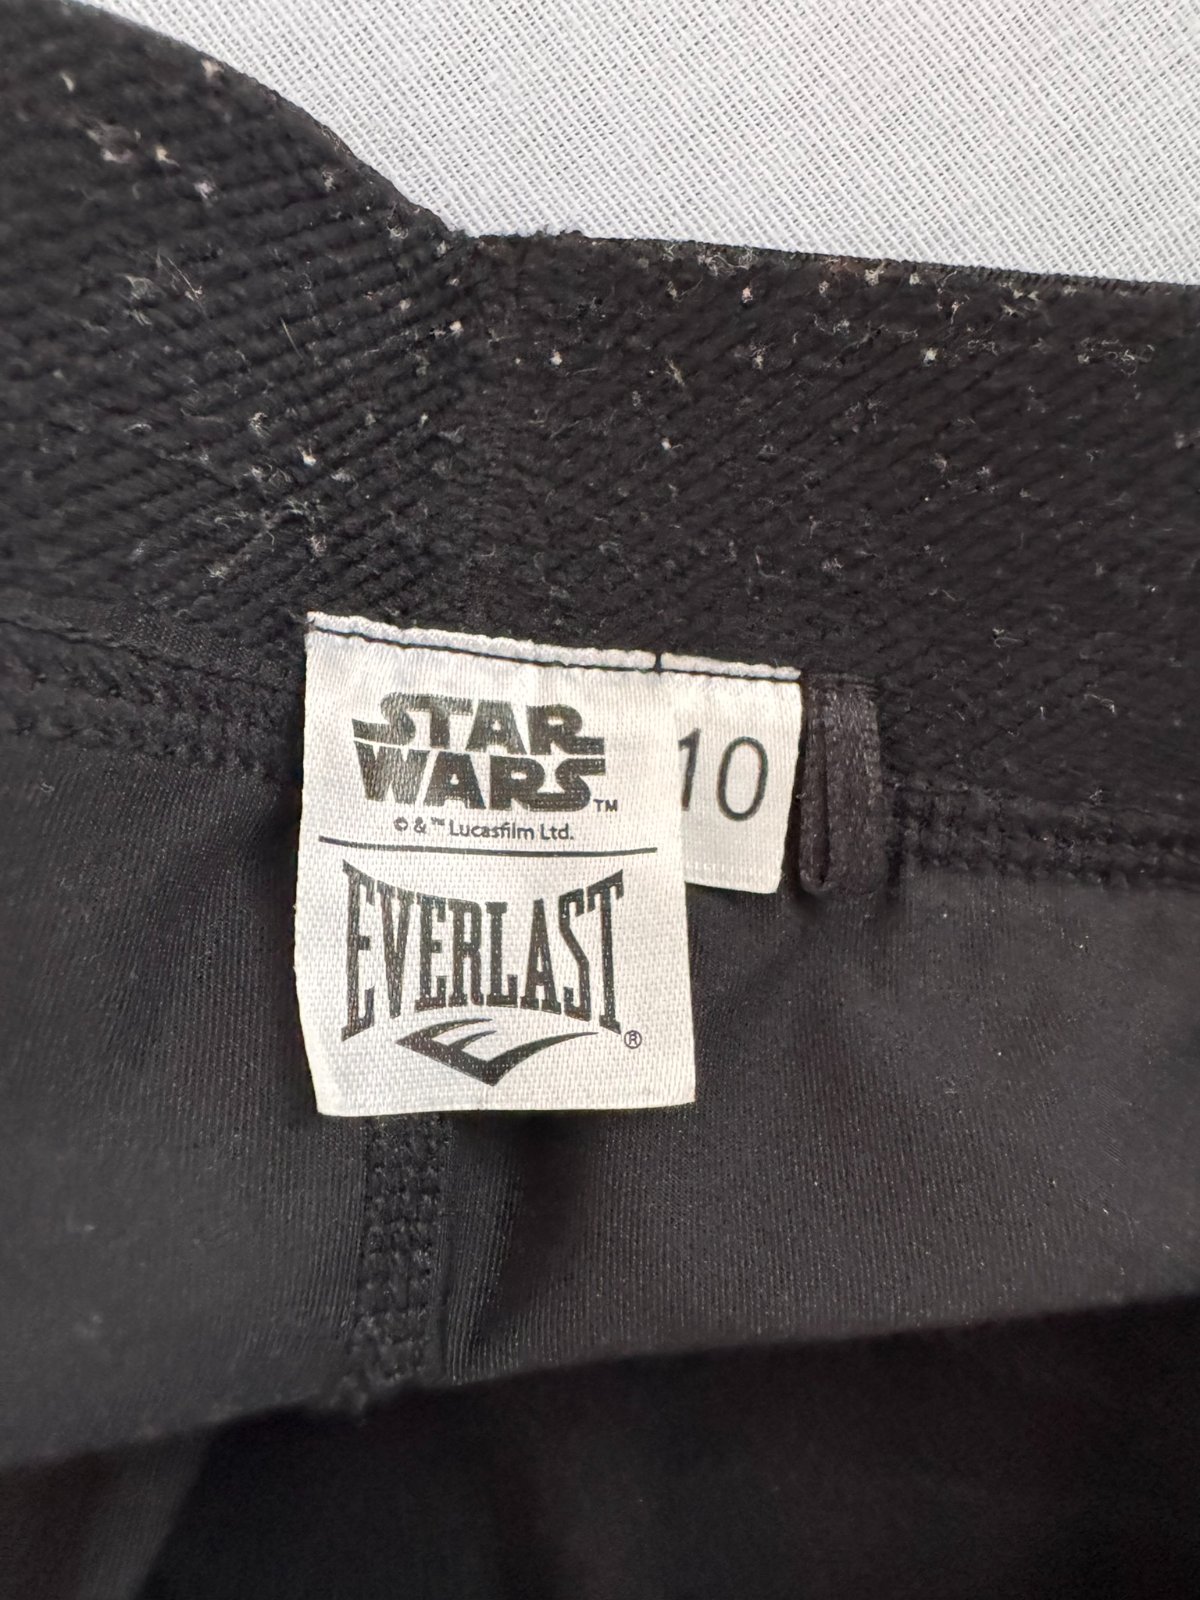 STAR
WARS™
© & ™ Lucasfilm Ltd.
EVERLAST®
10